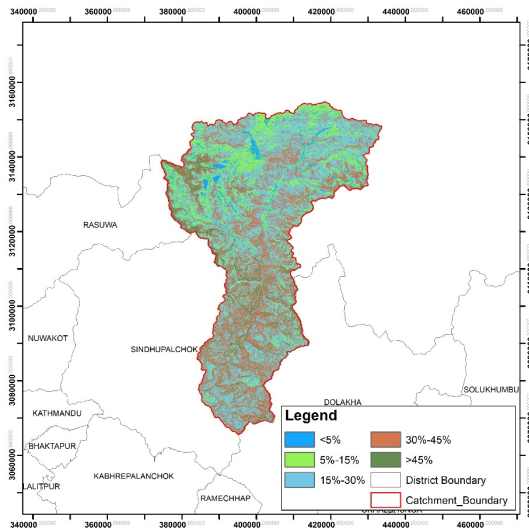 340000 360000 380000 400000 420000 440000 460000
3160000
3140000
3120000
3100000
3080000
3060000
RASUWA
NUWAKOT
SINDHUPALCHOK
SOLUKHUMBU
DOLAKHA
KATHMANDU
BHAKTAPUR
LALITPUR
KABHREPALANCHOK
RAMECHHAP
Legend
<5%
5%-15%
15%-30%
30%-45%
>45%
District Boundary
Catchment_Boundary
340000 360000 380000 400000 420000 440000 460000